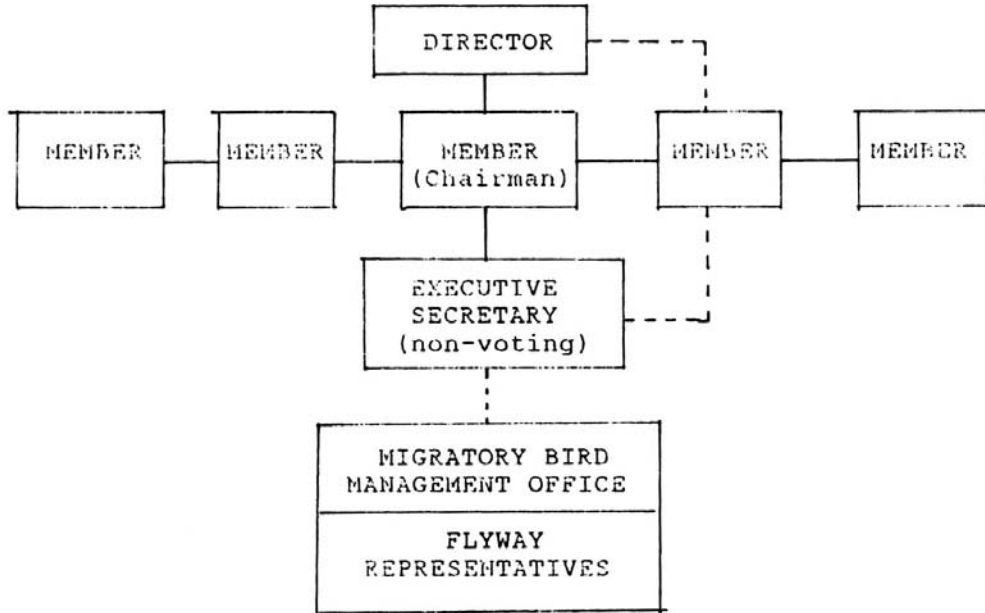 DIRECTOR
MEMBER MEMBER MEMBER MEMBER MEMBER
(Chairman)
EXECUTIVE
SECRETARY
(non-voting)
MIGRATORY BIRD
MANAGEMENT OFFICE
FLYWAY
REPRESENTATIVES